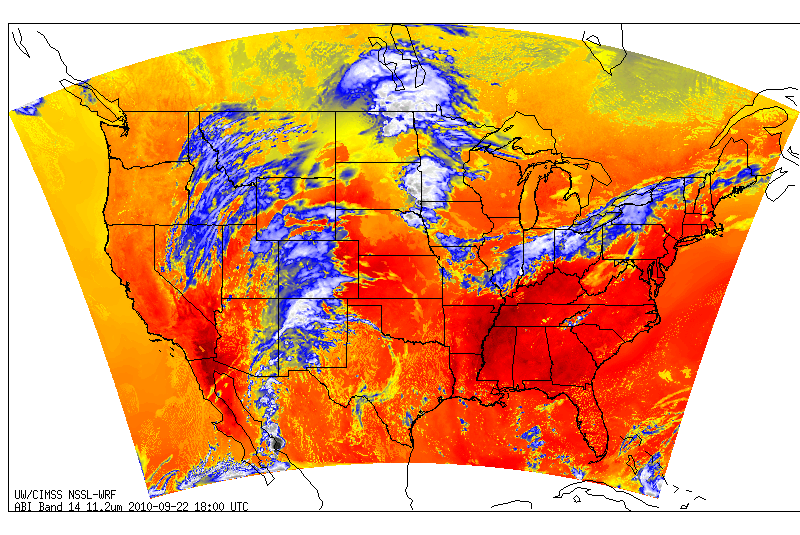 UW/CIMSS NSSL-WRF
ABI Band 14 11.2um 2010-09-22 18:00 UTC